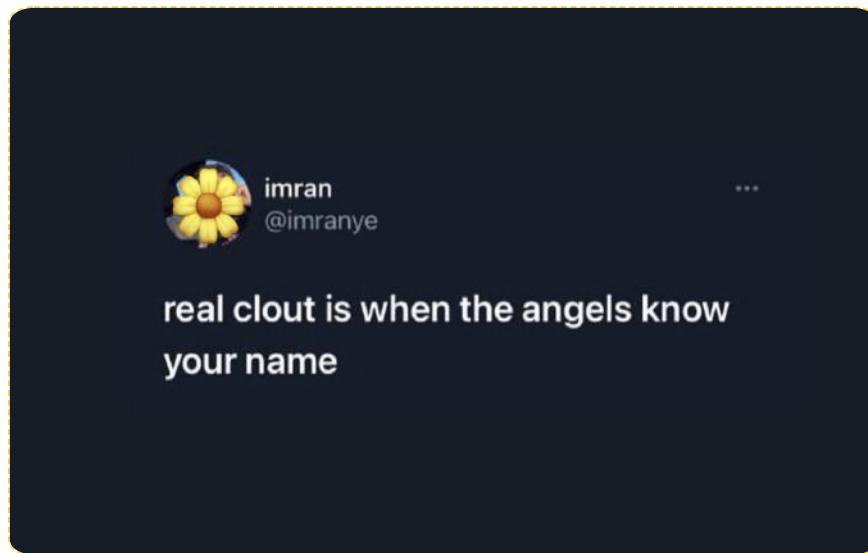 imran
@imranye
real clout is when the angels know
your name